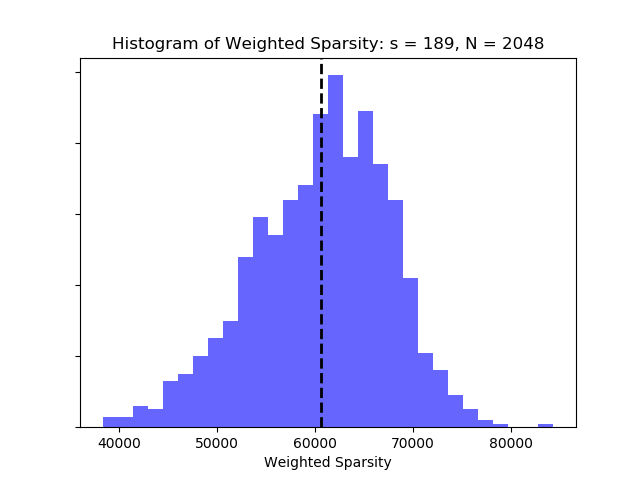 Histogram of Weighted Sparsity: s = 189, N = 2048
40000 50000 60000 70000 80000
Weighted Sparsity